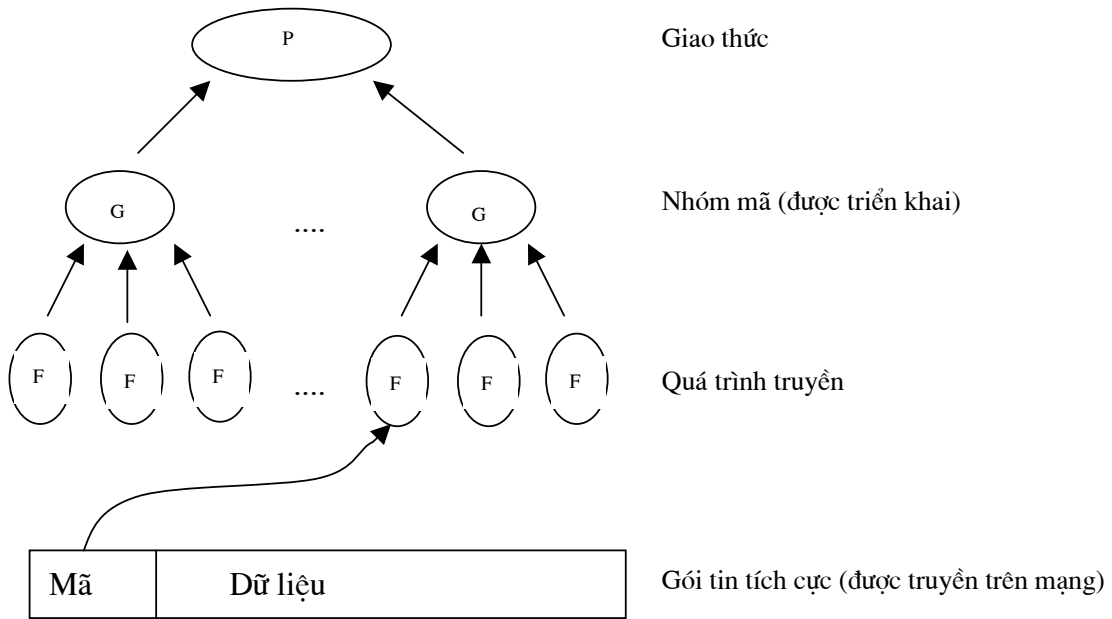 P Giao thức
G .... G Nhóm mã (được triển khai)
F F F .... F F F Quá trình truyền
Mã Dữ liệu Gói tin tích cực (được truyền trên mạng)